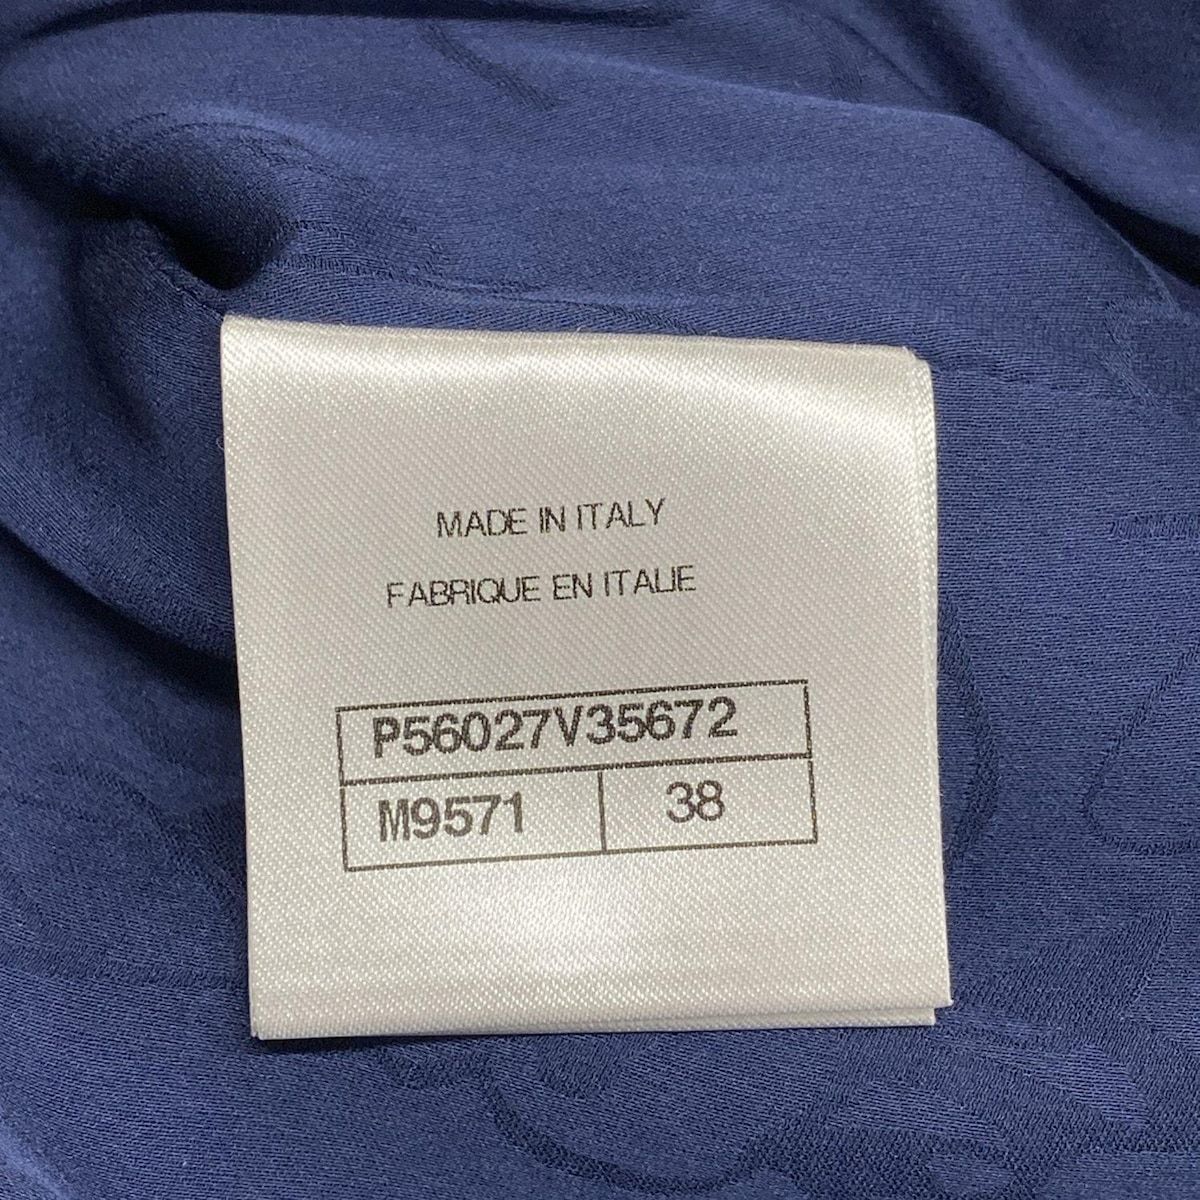 MADE IN ITALY
FABRIQUE EN ITALIE
P56027V35672
M9571 38